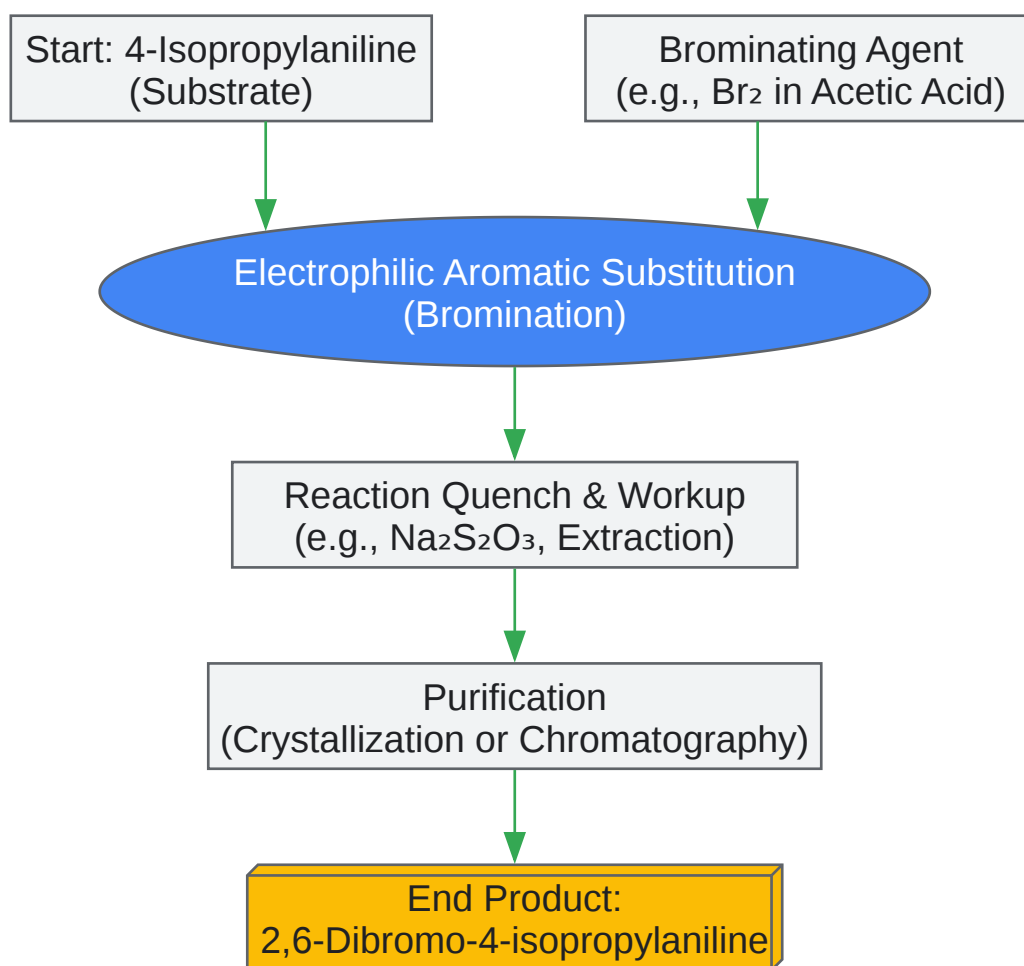 Start: 4-Isopropylaniline
(Substrate)
Brominating Agent
(e.g., Br₂ in Acetic Acid)
Electrophilic Aromatic Substitution
(Bromination)
Reaction Quench & Workup
(e.g., Na₂S₂O₃, Extraction)
Purification
(Crystallization or Chromatography)
End Product:
2,6-Dibromo-4-isopropylaniline